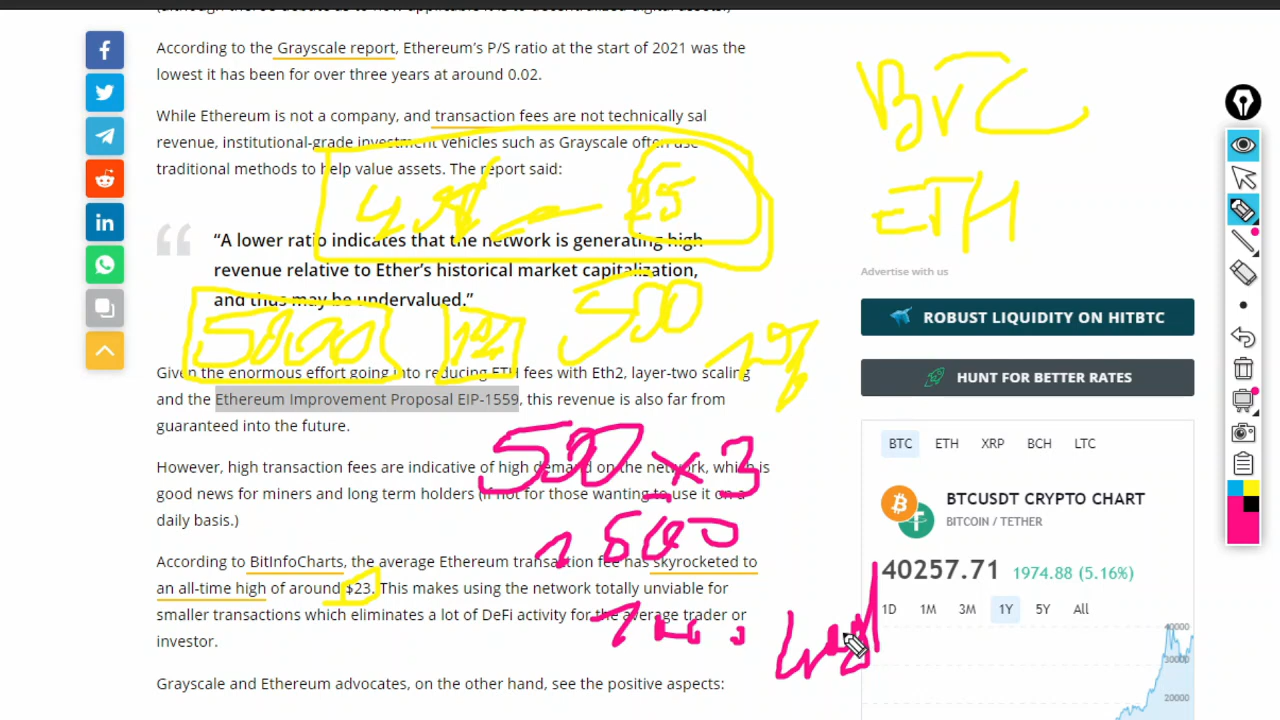 According to the Grayscale report, Ethereum's P/S ratio at the start of 2021 was the
lowest it has been for over three years at around 0.02.
While Ethereum is not a company, and transaction fees are not technically sal
revenue, institutional-grade investment vehicles such as Grayscale often use
traditional methods to help value assets. The report said:
“A lower ratio indicates that the network is generating high
revenue relative to Ether's historical market capitalization,
and thus may be undervalued.”
Given the enormous effort going into reducing ETH fees with Eth2, layer-two scaling
and the Ethereum Improvement Proposal EIP-1559, this revenue is also far from
guaranteed into the future.
However, high transaction fees are indicative of high demand on the network, which is
good news for miners and long term holders (if not for those wanting to use it on a
daily basis.)
According to BitInfoCharts, the average Ethereum transaction fee has skyrocketed to
an all-time high of around $23. This makes using the network totally unviable for
smaller transactions which eliminates a lot of DeFi activity for the average trader or
investor.
Grayscale and Ethereum advocates, on the other hand, see the positive aspects:
BTC
ETH
25
5000
500
500 x 3
1500
Advertise with us
ROBUST LIQUIDITY ON HITBTC
HUNT FOR BETTER RATES
BTC ETH XRP BCH LTC
BTCUSDT CRYPTO CHART
BITCOIN / TETHER
40257.71 1974.88 (5.16%)
1D 1M 3M 1Y 5Y All
40000
30000
20000